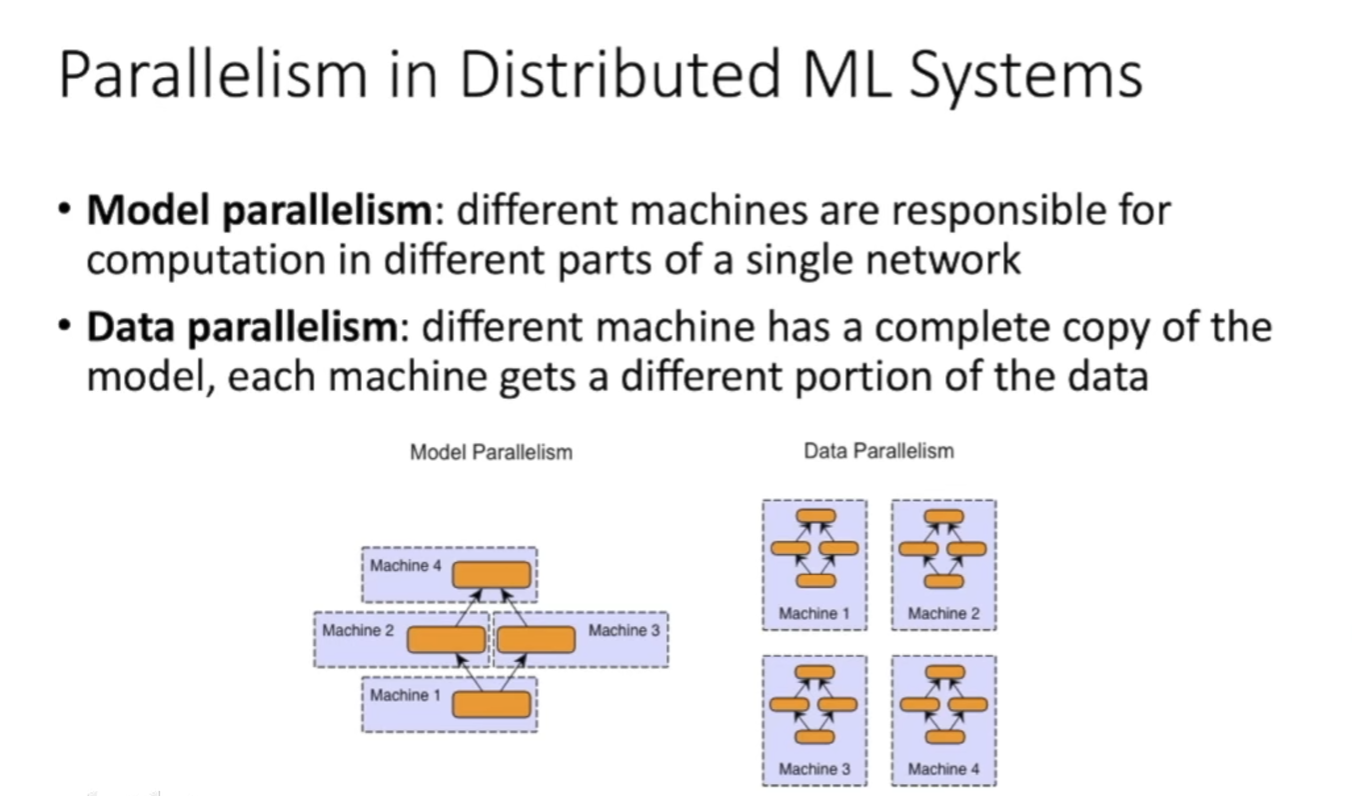 Parallelism in Distributed ML Systems
• Model parallelism: different machines are responsible for
computation in different parts of a single network
• Data parallelism: different machine has a complete copy of the
model, each machine gets a different portion of the data
Model Parallelism
Machine 4
Machine 2
Machine 3
Machine 1
Data Parallelism
Machine 1
Machine 2
Machine 3
Machine 4